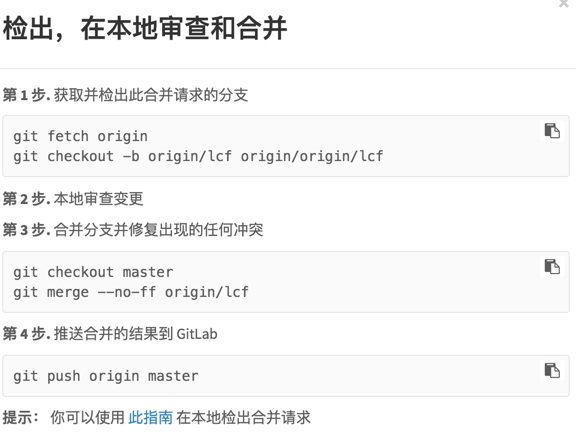 检出，在本地审查和合并
第 1 步. 获取并检出此合并请求的分支
git fetch origin
git checkout -b origin/lcf origin/origin/lcf
第 2 步. 本地审查变更
第 3 步. 合并分支并修复出现的任何冲突
git checkout master
git merge --no-ff origin/lcf
第 4 步. 推送合并的结果到 GitLab
git push origin master
提示： 你可以使用 此指南 在本地检出合并请求